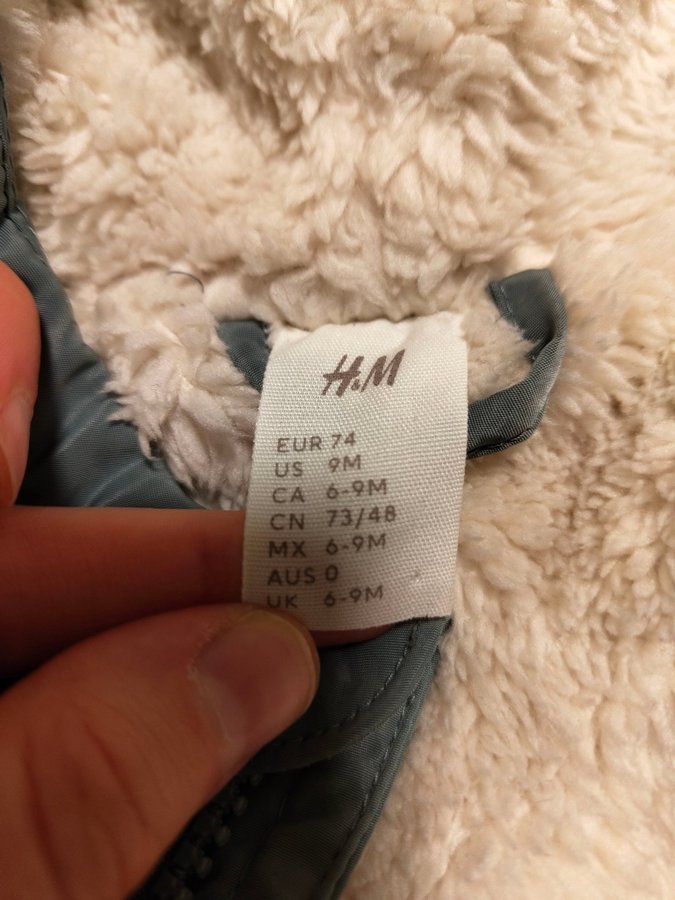 H&M
EUR 74
US 9M
CA 6-9M
CN 73/48
MX 6-9M
AUS 0
UK 6-9M